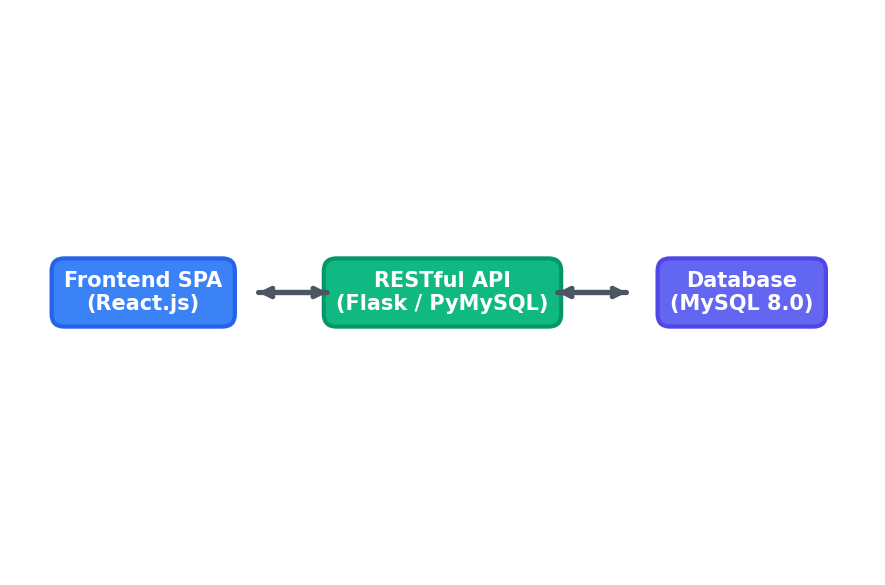 Frontend SPA
(React.js)
RESTful API
(Flask / PyMySQL)
Database
(MySQL 8.0)